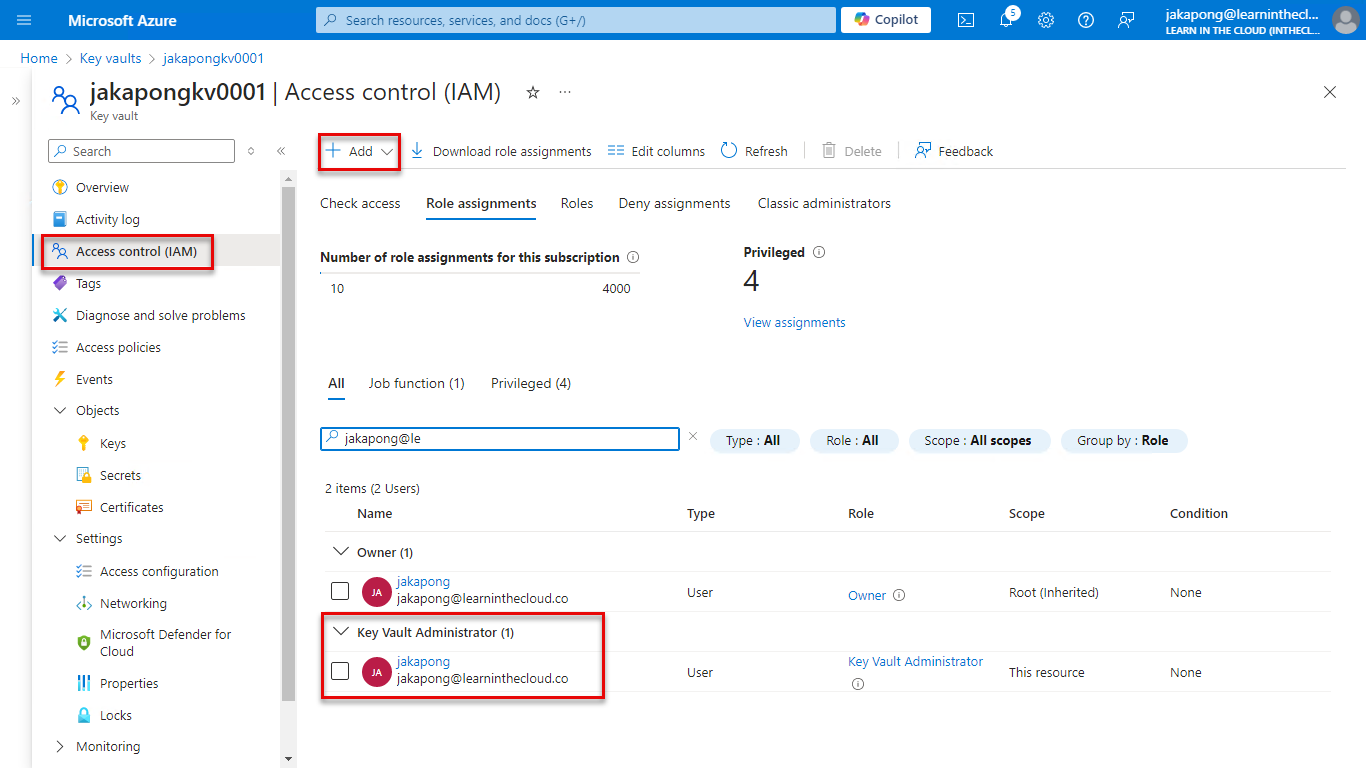 Microsoft Azure
Search resources, services, and docs (G+/)
Copilot
5
jakapong@learninthecl...
LEARN IN THE CLOUD (INTHECL...
Home > Key vaults > jakapongkv0001
jakapongkv0001 | Access control (IAM)
Key vault
Search
Add
Download role assignments
Edit columns
Refresh
Delete
Feedback
Overview
Activity log
Access control (IAM)
Tags
Diagnose and solve problems
Access policies
Events
Objects
Keys
Secrets
Certificates
Settings
Access configuration
Networking
Microsoft Defender for
Cloud
Properties
Locks
Monitoring
Check access
Role assignments
Roles
Deny assignments
Classic administrators
Number of role assignments for this subscription
10
4000
Privileged
4
View assignments
All
Job function (1)
Privileged (4)
jakapong@le
Type : All
Role : All
Scope : All scopes
Group by : Role
2 items (2 Users)
Name Type Role Scope Condition
Owner (1)
JA
jakapong
jakapong@learninthecloud.co
User
Owner
Root (Inherited)
None
Key Vault Administrator (1)
JA
jakapong
jakapong@learninthecloud.co
User
Key Vault Administrator
This resource
None